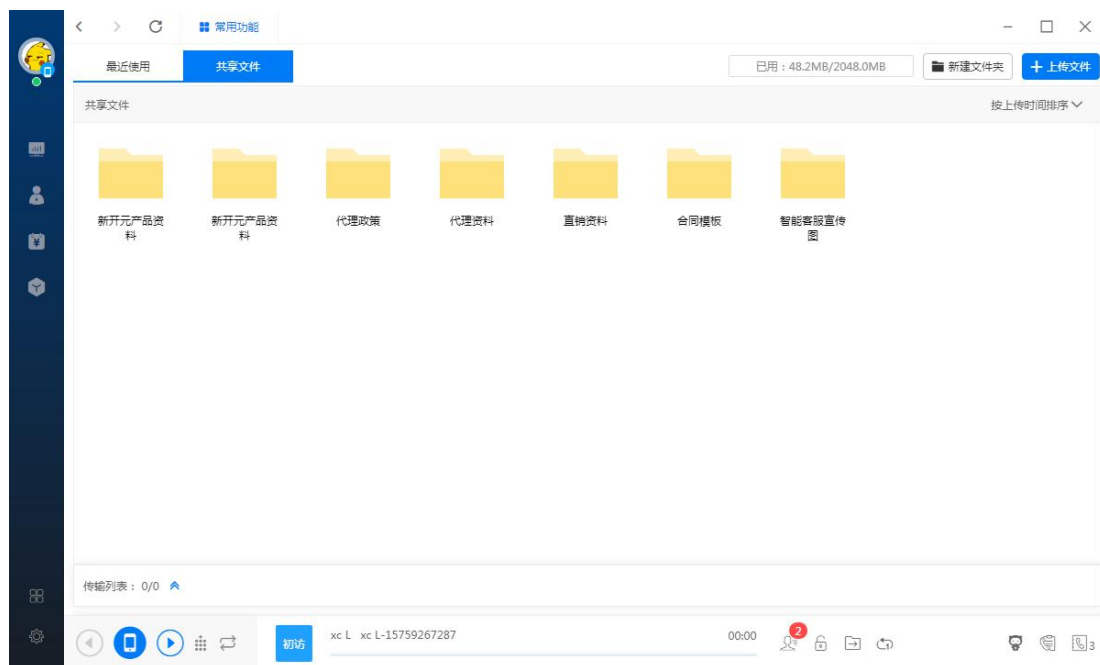 常用功能
最近使用
共享文件
已用：48.2MB/2048.0MB
新建文件夹
上传文件
共享文件
按上传时间排序
新开元产品资
料
新开元产品资
料
代理政策
代理资料
直销资料
合同模板
智能客服宣传
图
传输列表： 0/0
初访
xc L xc L-15759267287
00:00
2
3